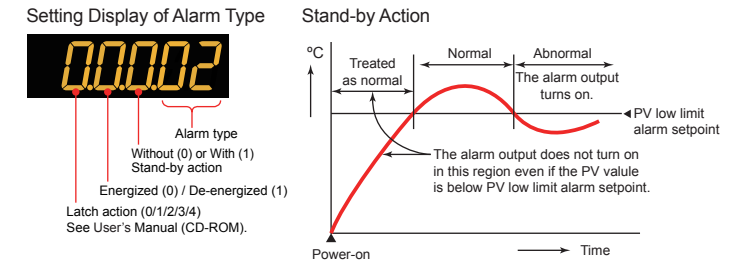 Setting Display of Alarm Type
0.0.0.02
Alarm type
Without (0) or With (1)
Stand-by action
Energized (0) / De-energized (1)
Latch action (0/1/2/3/4)
See User's Manual (CD-ROM).
Stand-by Action
ºC
Treated
as normal
Normal
Abnormal
The alarm output
turns on.
PV low limit
alarm setpoint
The alarm output does not turn on
in this region even if the PV valule
is below PV low limit alarm setpoint.
Power-on
Time